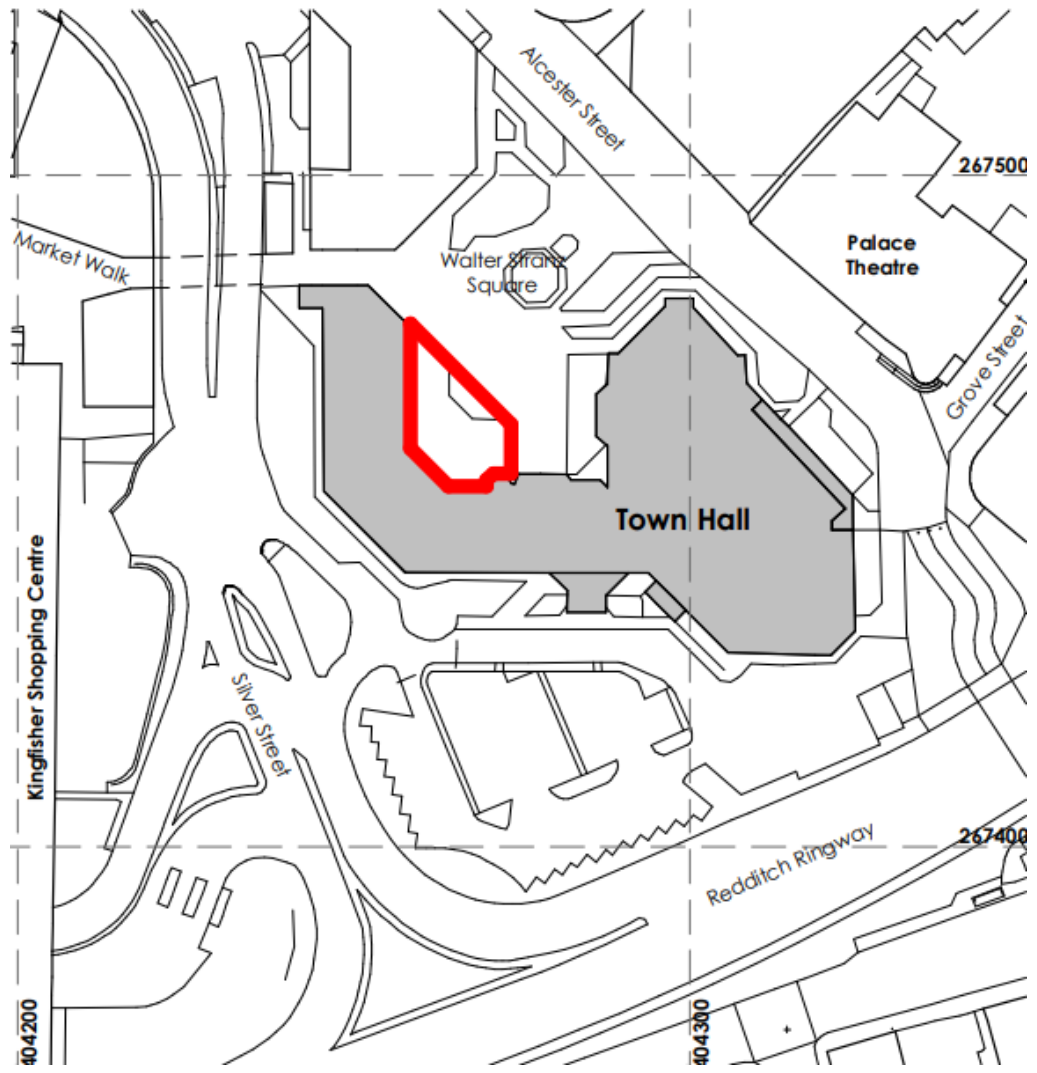 Alcester Street
267500
Market Walk
Walter Stranz
Square
Palace
Theatre
Grove Street
Town Hall
Kingfisher Shopping Centre
Silver Street
267400
Redditch Ringway
404200
404300